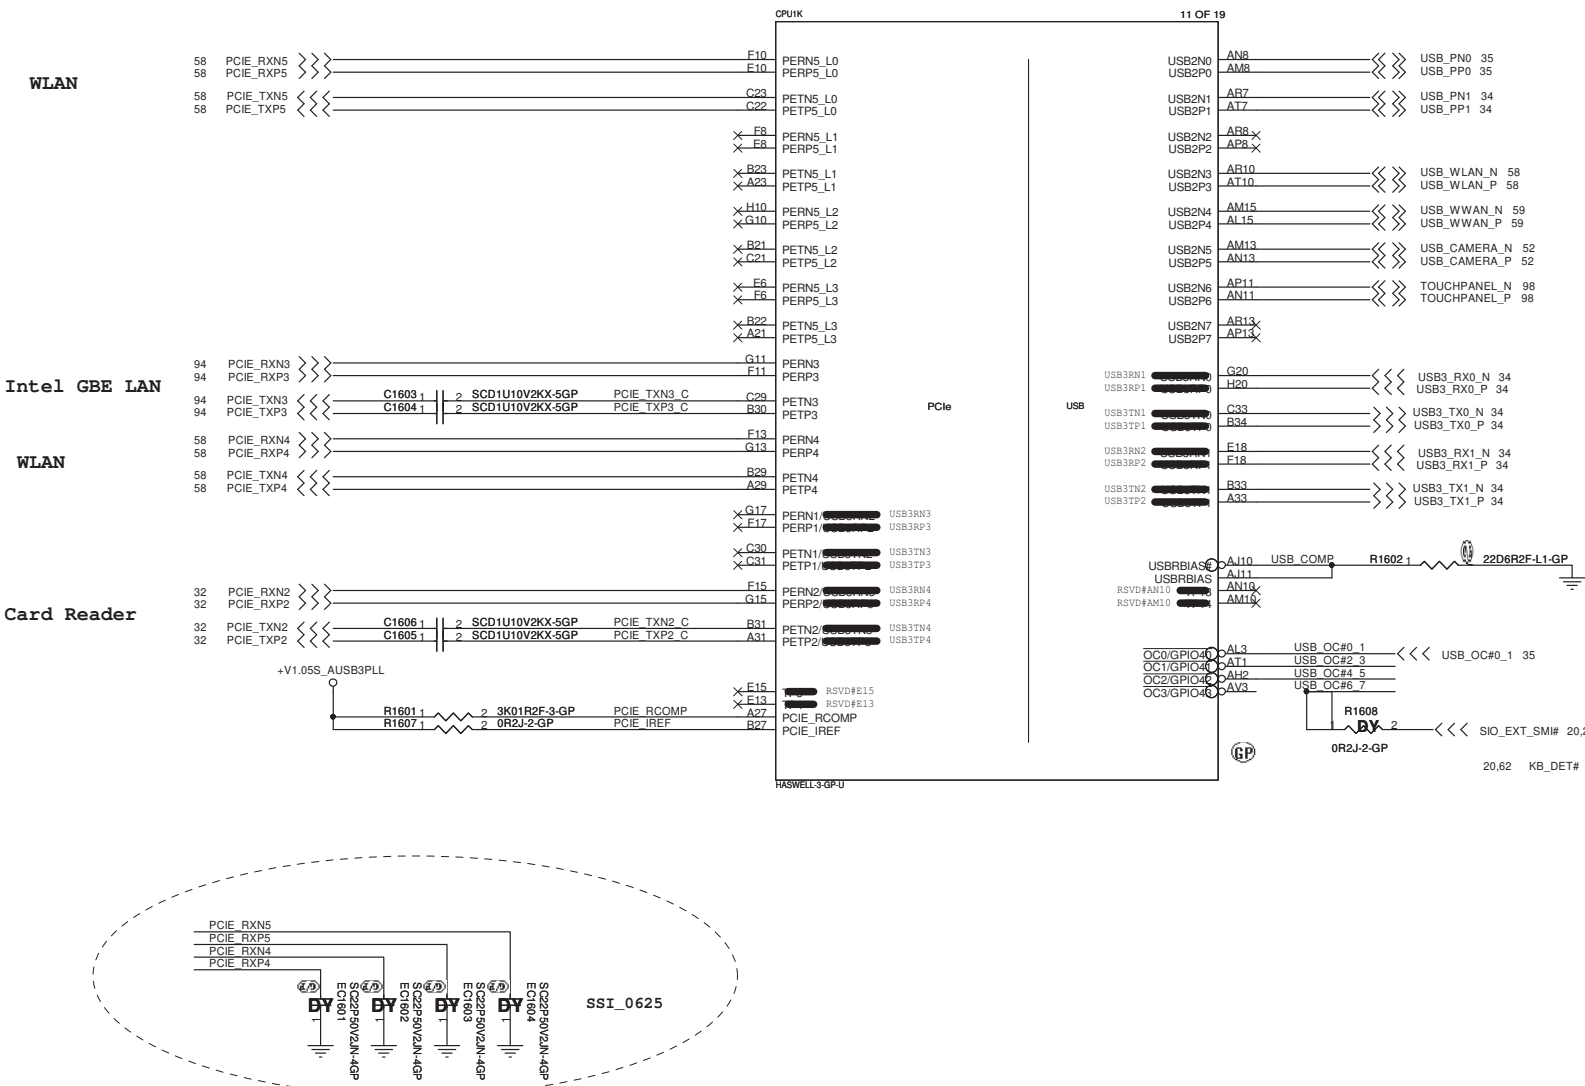 CPU1K
11 OF 19
WLAN
58 PCIE_RXN5
58 PCIE_RXP5
58 PCIE_TXN5
58 PCIE_TXP5
Intel GBE LAN
94 PCIE_RXN3
94 PCIE_RXP3
94 PCIE_TXN3
94 PCIE_TXP3
C1603 1 2 SCD1U10V2KX-5GP PCIE_TXN3_C
C1604 1 2 SCD1U10V2KX-5GP PCIE_TXP3_C
WLAN
58 PCIE_RXN4
58 PCIE_RXP4
58 PCIE_TXN4
58 PCIE_TXP4
Card Reader
32 PCIE_RXN2
32 PCIE_RXP2
32 PCIE_TXN2
32 PCIE_TXP2
C1606 1 2 SCD1U10V2KX-5GP PCIE_TXN2_C
C1605 1 2 SCD1U10V2KX-5GP PCIE_TXP2_C
+V1.05S_AUSB3PLL
R1601 1 2 3K01R2F-3-GP PCIE_RCOMP
R1607 1 2 0R2J-2-GP PCIE_IREF
F10 PERN5_L0
E10 PERP5_L0
C23 PETN5_L0
C22 PETP5_L0
F8 PERN5_L1
E8 PERP5_L1
B23 PETN5_L1
A23 PETP5_L1
H10 PERN5_L2
G10 PERP5_L2
B21 PETN5_L2
C21 PETP5_L2
E6 PERN5_L3
F6 PERP5_L3
B22 PETN5_L3
A21 PETP5_L3
G11 PERN3
F11 PERP3
C29 PETN3
B30 PETP3
F13 PERN4
G13 PERP4
B29 PETN4
A29 PETP4
G17 PERN1/ USB3RN3
F17 PERP1/ USB3RP3
C30 PETN1/ USB3TN3
C31 PETP1/ USB3TP3
F15 PERN2/ USB3RN4
G15 PERP2/ USB3RP4
B31 PETN2/ USB3TN4
A31 PETP2/ USB3TP4
E15 RSVD#E15
E13 RSVD#E13
A27 PCIE_RCOMP
B27 PCIE_IREF
PCIe
USB
USB2N0 AN8 USB_PN0 35
USB2P0 AM8 USB_PP0 35
USB2N1 AR7 USB_PN1 34
USB2P1 AT7 USB_PP1 34
USB2N2 AR8
USB2P2 AP8
USB2N3 AR10 USB_WLAN_N 58
USB2P3 AT10 USB_WLAN_P 58
USB2N4 AM15 USB_WWAN_N 59
USB2P4 AL15 USB_WWAN_P 59
USB2N5 AM13 USB_CAMERA_N 52
USB2P5 AN13 USB_CAMERA_P 52
USB2N6 AP11 TOUCHPANEL_N 98
USB2P6 AN11 TOUCHPANEL_P 98
USB2N7 AR13
USB2P7 AP13
USB3RN1 G20 USB3_RX0_N 34
USB3RP1 H20 USB3_RX0_P 34
USB3TN1 C33 USB3_TX0_N 34
USB3TP1 B34 USB3_TX0_P 34
USB3RN2 E18 USB3_RX1_N 34
USB3RP2 F18 USB3_RX1_P 34
USB3TN2 B33 USB3_TX1_N 34
USB3TP2 A33 USB3_TX1_P 34
USBRBIAS# AJ10 USB_COMP R1602 1 22D6R2F-L1-GP
USBRBIAS AJ11
RSVD#AN10 AN10
RSVD#AM10 AM10
OC0/GPIO40 AL3 USB_OC#0_1 USB_OC#0_1 35
OC1/GPIO41 AT1 USB_OC#2_3
OC2/GPIO42 AH2 USB_OC#4_5
OC3/GPIO43 AV3 USB_OC#6_7
R1608
1 DY 2 SIO_EXT_SMI#
0R2J-2-GP
20,62 KB_DET#
GP
HASWELL-3-GP-U
PCIE_RXN5
PCIE_RXP5
PCIE_RXN4
PCIE_RXP4
DY 1 EC1601 SC22P50V2JN-4GP
DY 1 EC1602 SC22P50V2JN-4GP
DY 1 EC1603 SC22P50V2JN-4GP
DY 1 EC1604 SC22P50V2JN-4GP
SSI_0625